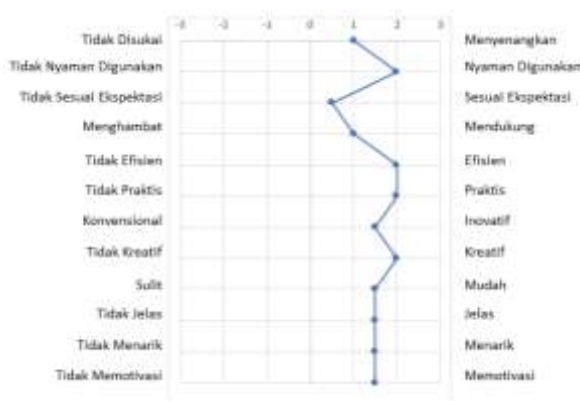 -3 -2 -1 0 1 2 3
Tidak Disukai Menyenangkan
Tidak Nyaman Digunakan Nyaman Digunakan
Tidak Sesuai Ekspektasi Sesuai Ekspektasi
Menghambat Mendukung
Tidak Efisien Efisien
Tidak Praktis Praktis
Konvensional Inovatif
Tidak Kreatif Kreatif
Sulit Mudah
Tidak Jelas Jelas
Tidak Menarik Menarik
Tidak Memotivasi Memotivasi